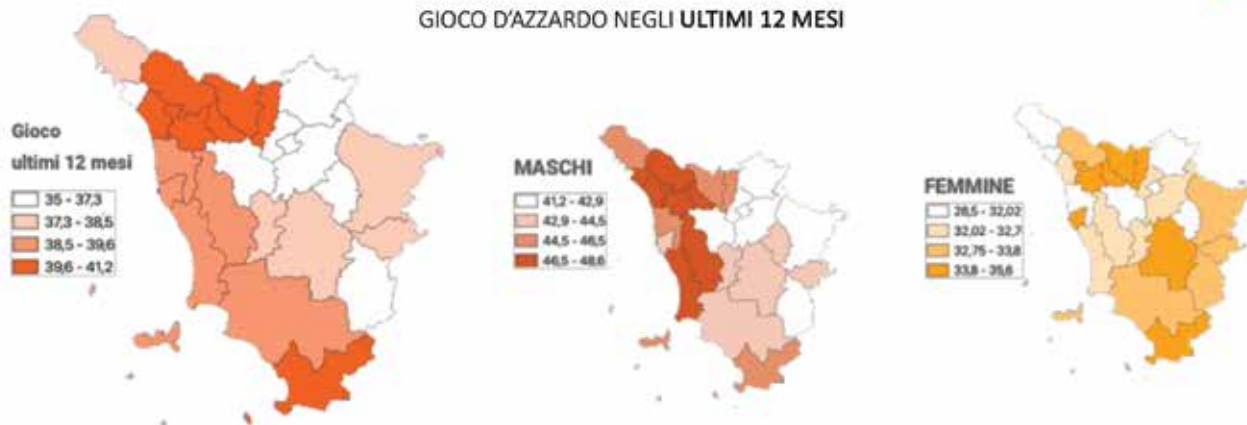 GIOCO D'AZZARDO NEGLI ULTIMI 12 MESI
Gioco
ultimi 12 mesi
35 - 37,3
37,3 - 38,5
38,5 - 39,6
39,6 - 41,2
MASCHI
41,2 - 42,9
42,9 - 44,5
44,5 - 46,5
46,5 - 48,6
FEMMINE
28,5 - 32,02
32,02 - 32,7
32,75 - 33,8
33,8 - 35,6